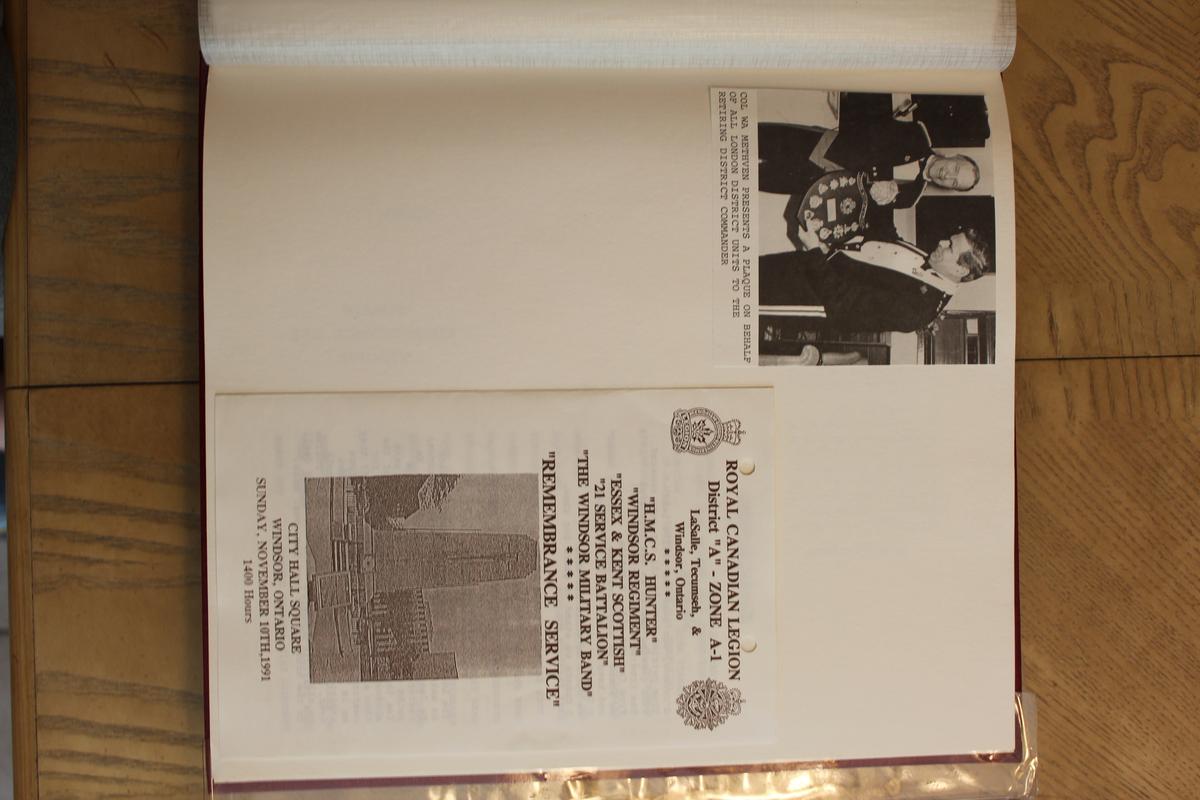 COL WA METHVEN PRESENTS A PLAQUE ON BEHALF
OF ALL LONDON DISTRICT UNITS TO THE
RETIRING DISTRICT COMMANDER
ROYAL CANADIAN LEGION
District "A" - ZONE A-1
LaSalle, Tecumseh, &
Windsor, Ontario
*****
"H.M.C.S. HUNTER"
"WINDSOR REGIMENT"
"ESSEX & KENT SCOTTISH"
"21 SERVICE BATTALION"
"THE WINDSOR MILITARY BAND"
*****
"REMEMBRANCE SERVICE"
CITY HALL SQUARE
WINDSOR, ONTARIO
SUNDAY, NOVEMBER 10TH,1991
1400 Hours